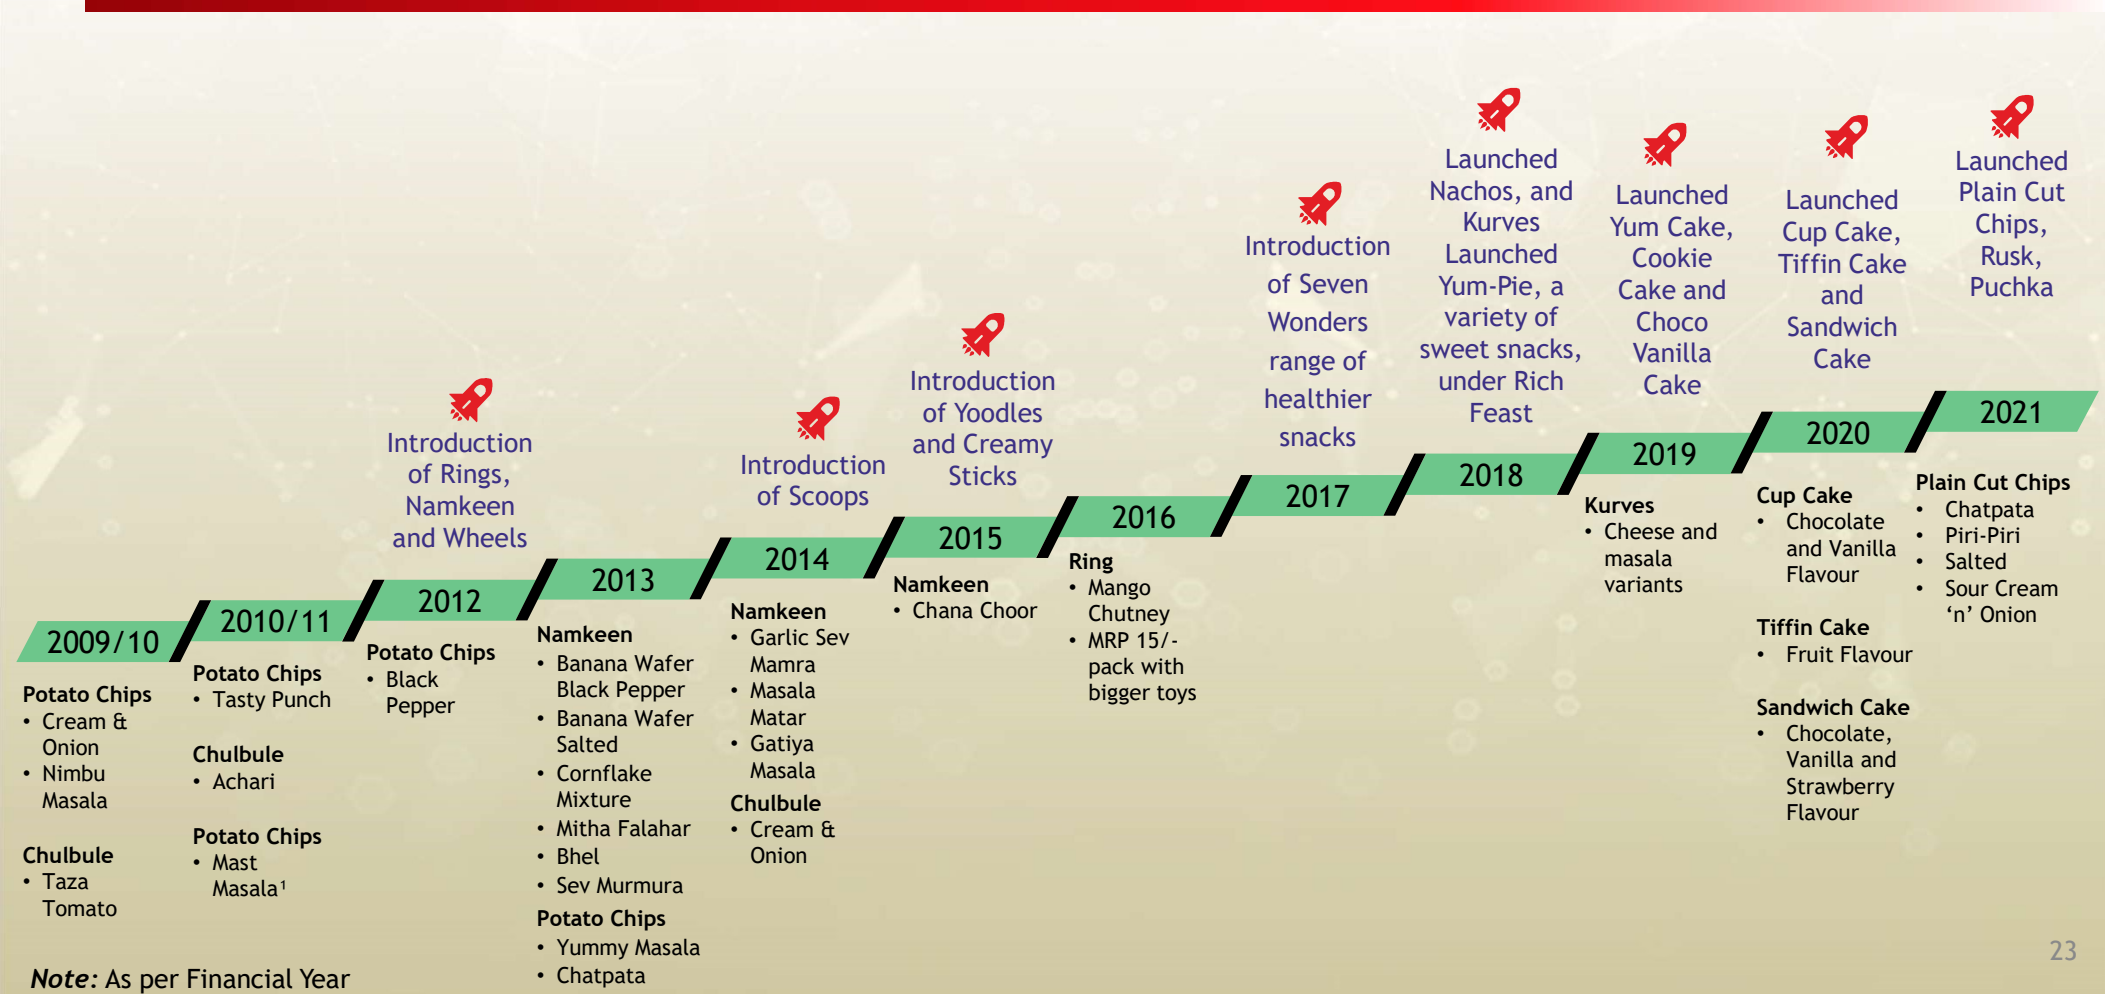 Introduction
of Rings,
Namkeen
and Wheels
Introduction
of Scoops
Introduction
of Yoodles
and Creamy
Sticks
Introduction
of Seven
Wonders
range of
healthier
snacks
Launched
Nachos, and
Kurves
Launched
Yum-Pie, a
variety of
sweet snacks,
under Rich
Feast
Launched
Yum Cake,
Cookie
Cake and
Choco
Vanilla
Cake
Launched
Cup Cake,
Tiffin Cake
and
Sandwich
Cake
Launched
Plain Cut
Chips,
Rusk,
Puchka
2009/10
2010/11
2012
2013
2014
2015
2016
2017
2018
2019
2020
2021
Potato Chips
• Cream &
Onion
• Nimbu
Masala
Chulbule
• Taza
Tomato
Potato Chips
• Tasty Punch
Chulbule
• Achari
Potato Chips
• Mast
Masala¹
Potato Chips
• Black
Pepper
Namkeen
• Banana Wafer
Black Pepper
• Banana Wafer
Salted
• Cornflake
Mixture
• Mitha Falahar
• Bhel
• Sev Murmura
Potato Chips
• Yummy Masala
• Chatpata
Namkeen
• Garlic Sev
Mamra
• Masala
Matar
• Gatiya
Masala
Chulbule
• Cream &
Onion
Namkeen
• Chana Choor
Ring
• Mango
Chutney
• MRP 15/-
pack with
bigger toys
Kurves
• Cheese and
masala
variants
Cup Cake
• Chocolate
and Vanilla
Flavour
Tiffin Cake
• Fruit Flavour
Sandwich Cake
• Chocolate,
Vanilla and
Strawberry
Flavour
Plain Cut Chips
• Chatpata
• Piri-Piri
• Salted
• Sour Cream
‘n’ Onion
Note: As per Financial Year
23